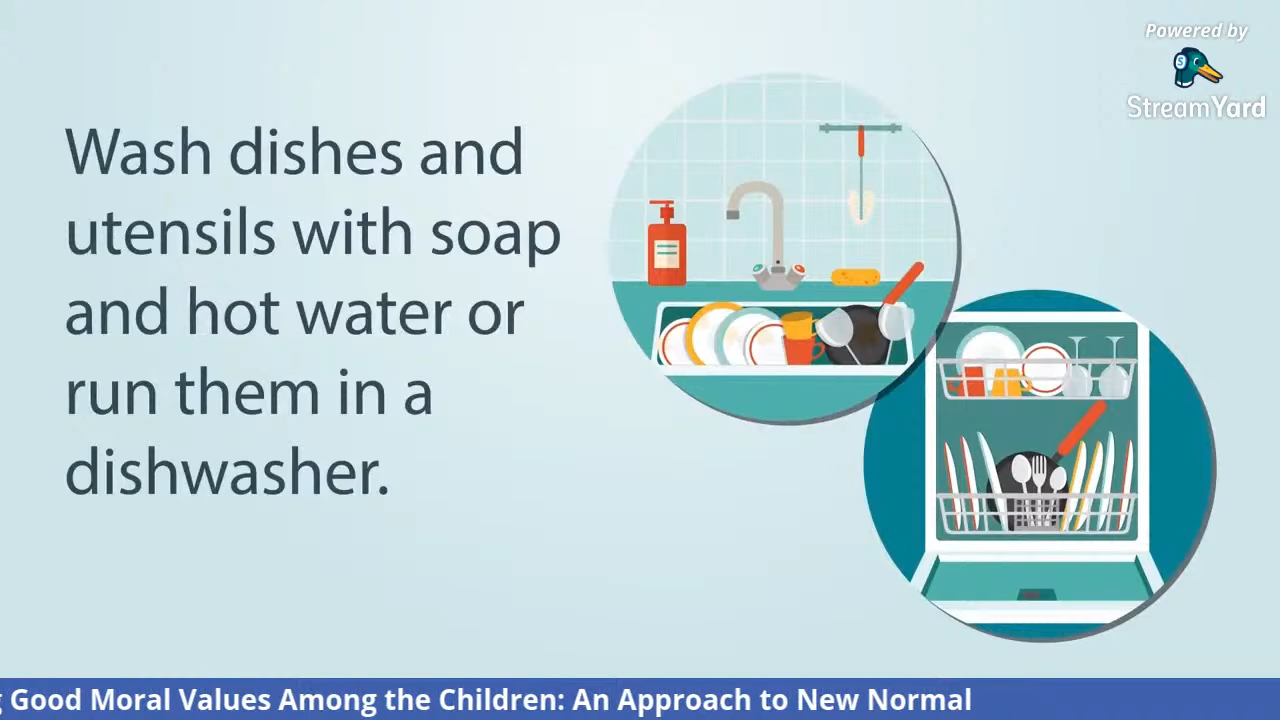 Powered by
StreamYard
Wash dishes and
utensils with soap
and hot water or
run them in a
dishwasher.
Good Moral Values Among the Children: An Approach to New Normal